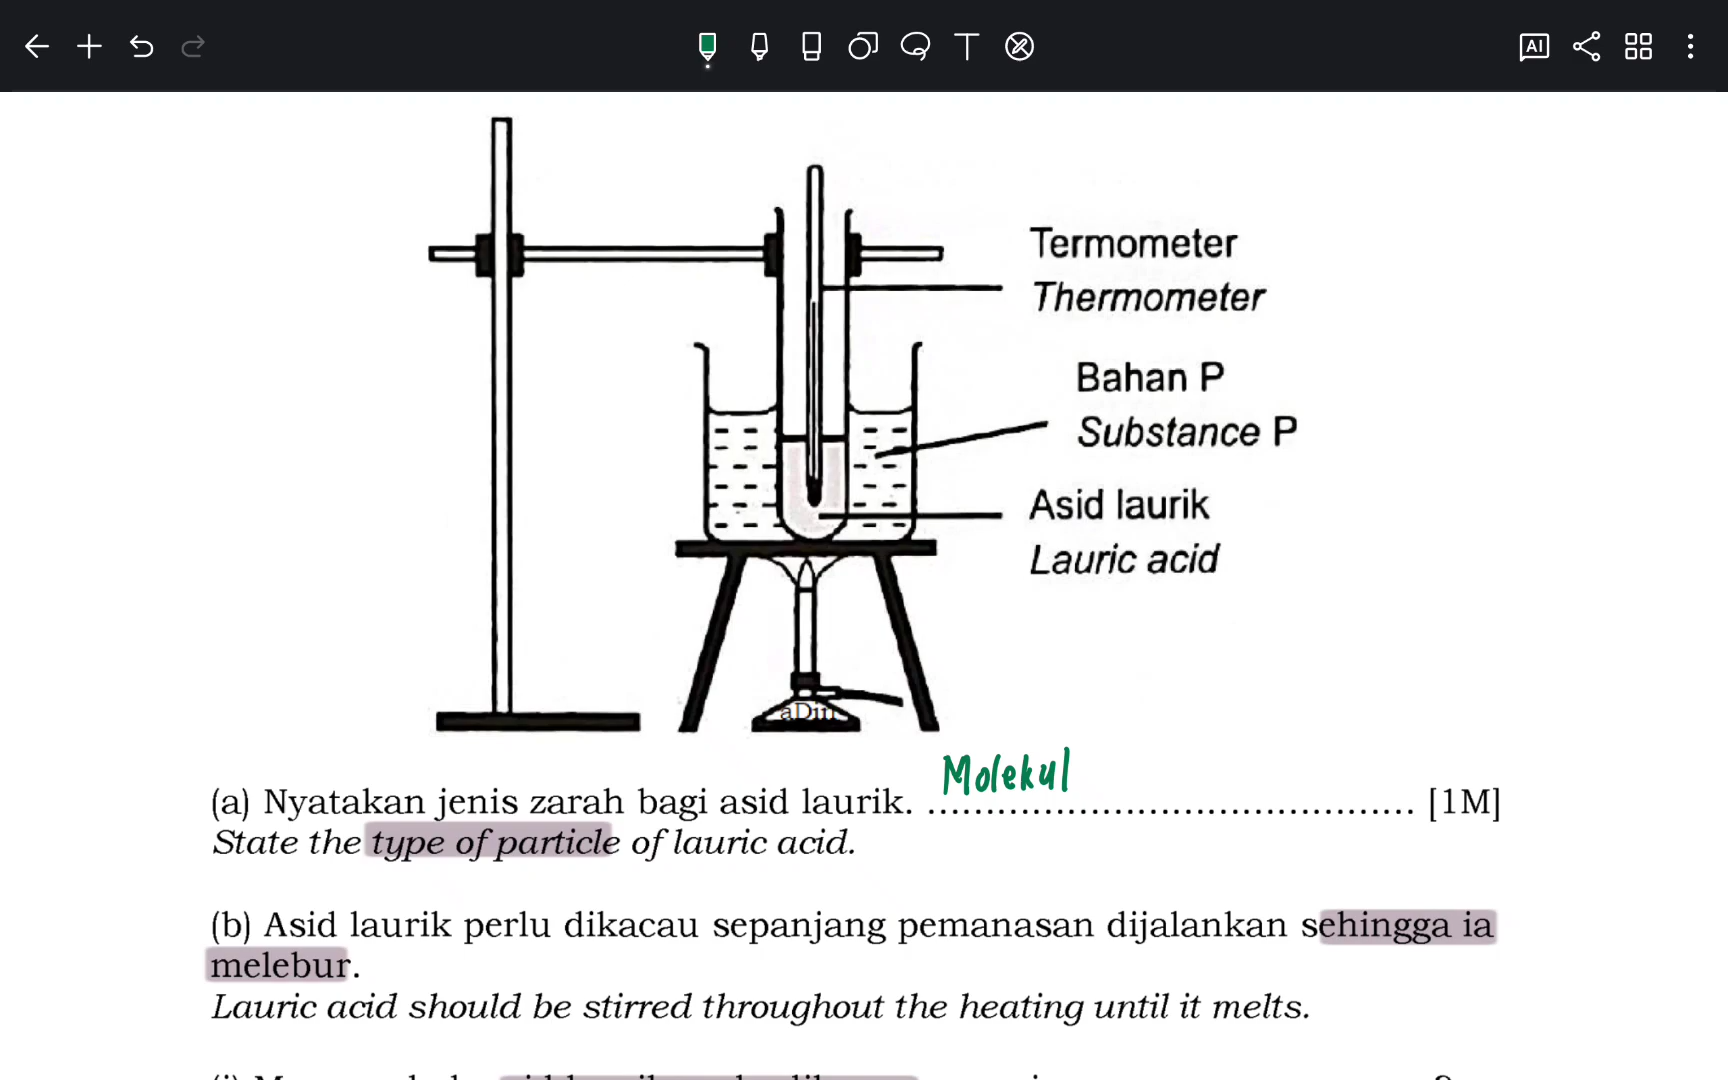 AI
T
Termometer
Thermometer
Bahan P
Substance P
Asid laurik
Lauric acid
aDin
Molekul
(a) Nyatakan jenis zarah bagi asid laurik. .......................................... [1M]
State the type of particle of lauric acid.
(b) Asid laurik perlu dikacau sepanjang pemanasan dijalankan sehingga ia
melebur.
Lauric acid should be stirred throughout the heating until it melts.